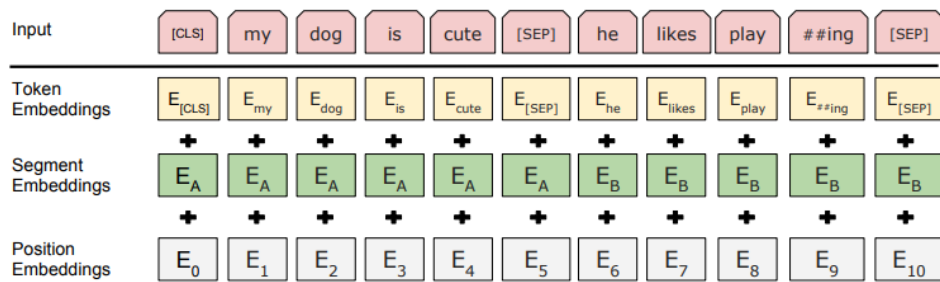 Input [CLS] my dog is cute [SEP] he likes play ##ing [SEP]
Token Embeddings E[CLS] Emy Edog Eis Ecute E[SEP] Ehe Elikes Eplay E##ing E[SEP]
+ + + + + + + + + + +
Segment Embeddings EA EA EA EA EA EA EB EB EB EB EB
+ + + + + + + + + + +
Position Embeddings E0 E1 E2 E3 E4 E5 E6 E7 E8 E9 E10